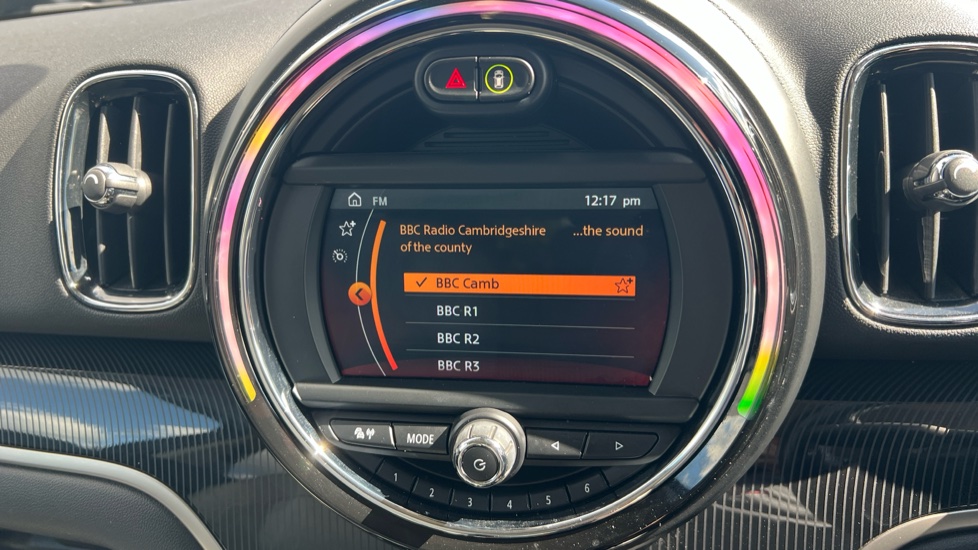 FM 12:17 pm
BBC Radio Cambridgeshire ...the sound
of the county
BBC Camb
BBC R1
BBC R2
BBC R3
MODE
1 2 3 4 5 6